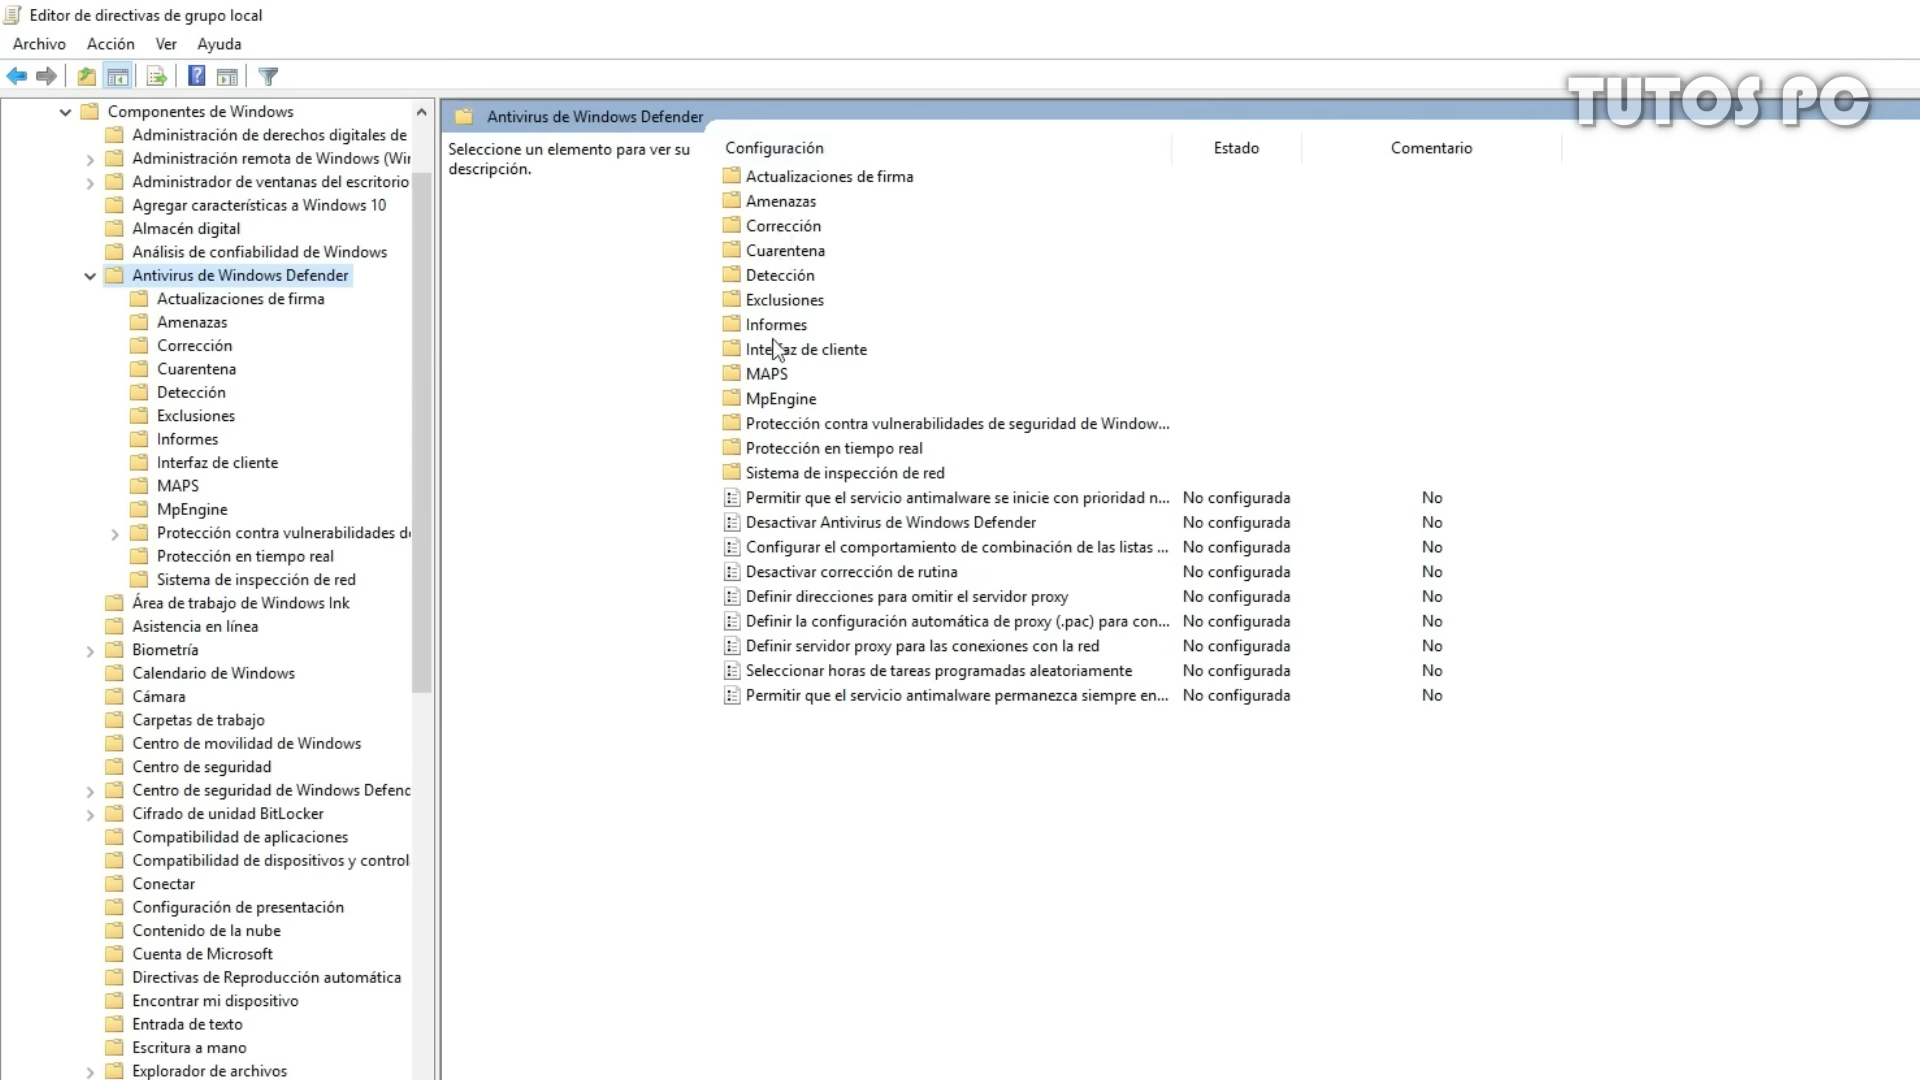 Editor de directivas de grupo local
Archivo Acción Ver Ayuda
TUTOS PC
Componentes de Windows
Administración de derechos digitales de
Administración remota de Windows (Wir
Administrador de ventanas del escritorio
Agregar características a Windows 10
Almacén digital
Análisis de confiabilidad de Windows
Antivirus de Windows Defender
Actualizaciones de firma
Amenazas
Corrección
Cuarentena
Detección
Exclusiones
Informes
Interfaz de cliente
MAPS
MpEngine
Protección contra vulnerabilidades de
Protección en tiempo real
Sistema de inspección de red
Área de trabajo de Windows Ink
Asistencia en línea
Biometría
Calendario de Windows
Cámara
Carpetas de trabajo
Centro de movilidad de Windows
Centro de seguridad
Centro de seguridad de Windows Defenc
Cifrado de unidad BitLocker
Compatibilidad de aplicaciones
Compatibilidad de dispositivos y control
Conectar
Configuración de presentación
Contenido de la nube
Cuenta de Microsoft
Directivas de Reproducción automática
Encontrar mi dispositivo
Entrada de texto
Escritura a mano
Explorador de archivos
Antivirus de Windows Defender
Seleccione un elemento para ver su
descripción.
Configuración Estado Comentario
Actualizaciones de firma
Amenazas
Corrección
Cuarentena
Detección
Exclusiones
Informes
Interfaz de cliente
MAPS
MpEngine
Protección contra vulnerabilidades de seguridad de Window...
Protección en tiempo real
Sistema de inspección de red
Permitir que el servicio antimalware se inicie con prioridad n... No configurada No
Desactivar Antivirus de Windows Defender No configurada No
Configurar el comportamiento de combinación de las listas ... No configurada No
Desactivar corrección de rutina No configurada No
Definir direcciones para omitir el servidor proxy No configurada No
Definir la configuración automática de proxy (.pac) para con... No configurada No
Definir servidor proxy para las conexiones con la red No configurada No
Seleccionar horas de tareas programadas aleatoriamente No configurada No
Permitir que el servicio antimalware permanezca siempre en... No configurada No